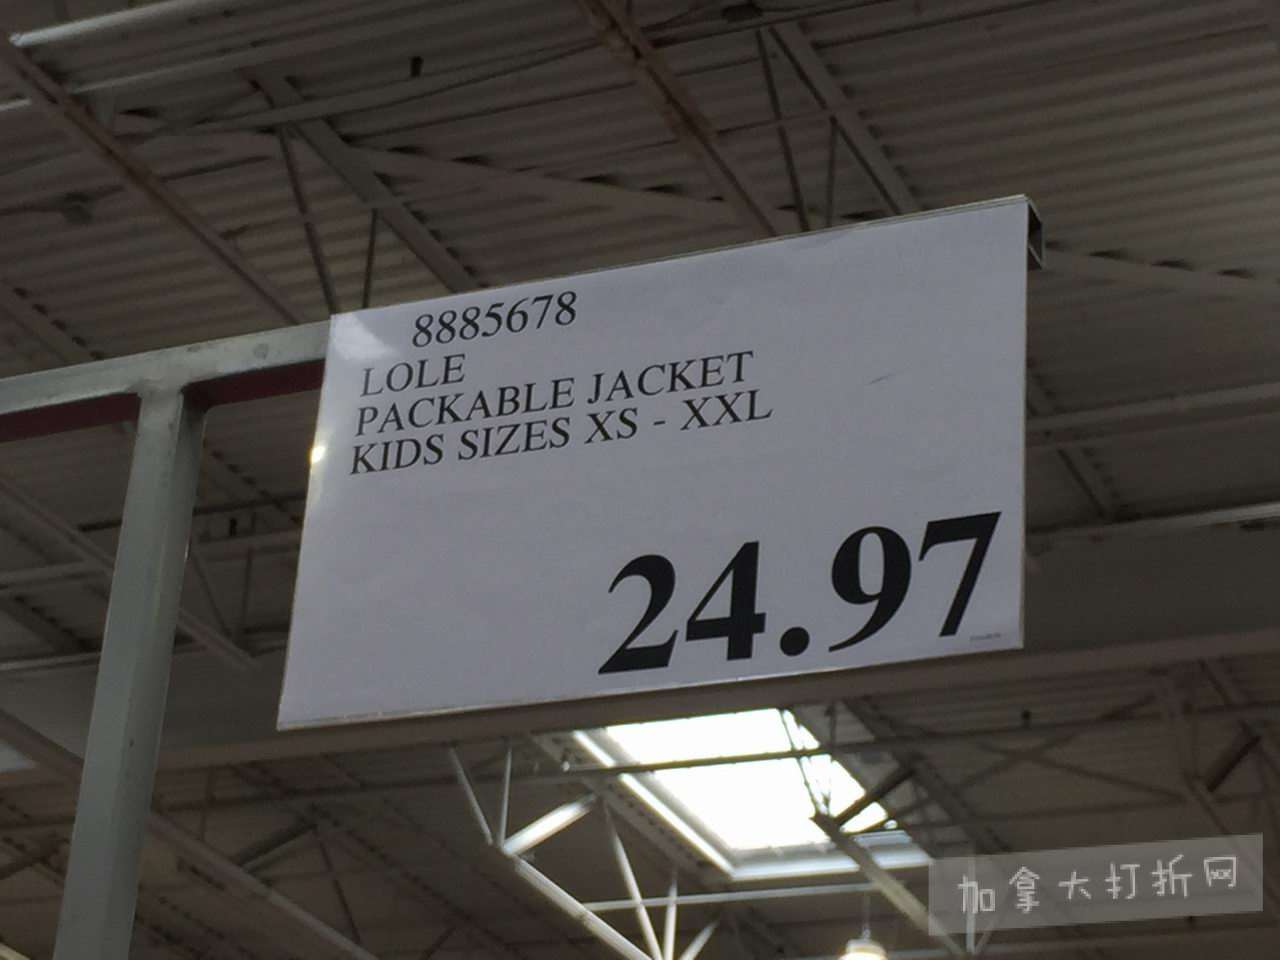 8885678
LOLE
PACKABLE JACKET
KIDS SIZES XS - XXL
24.97
加拿大打折网